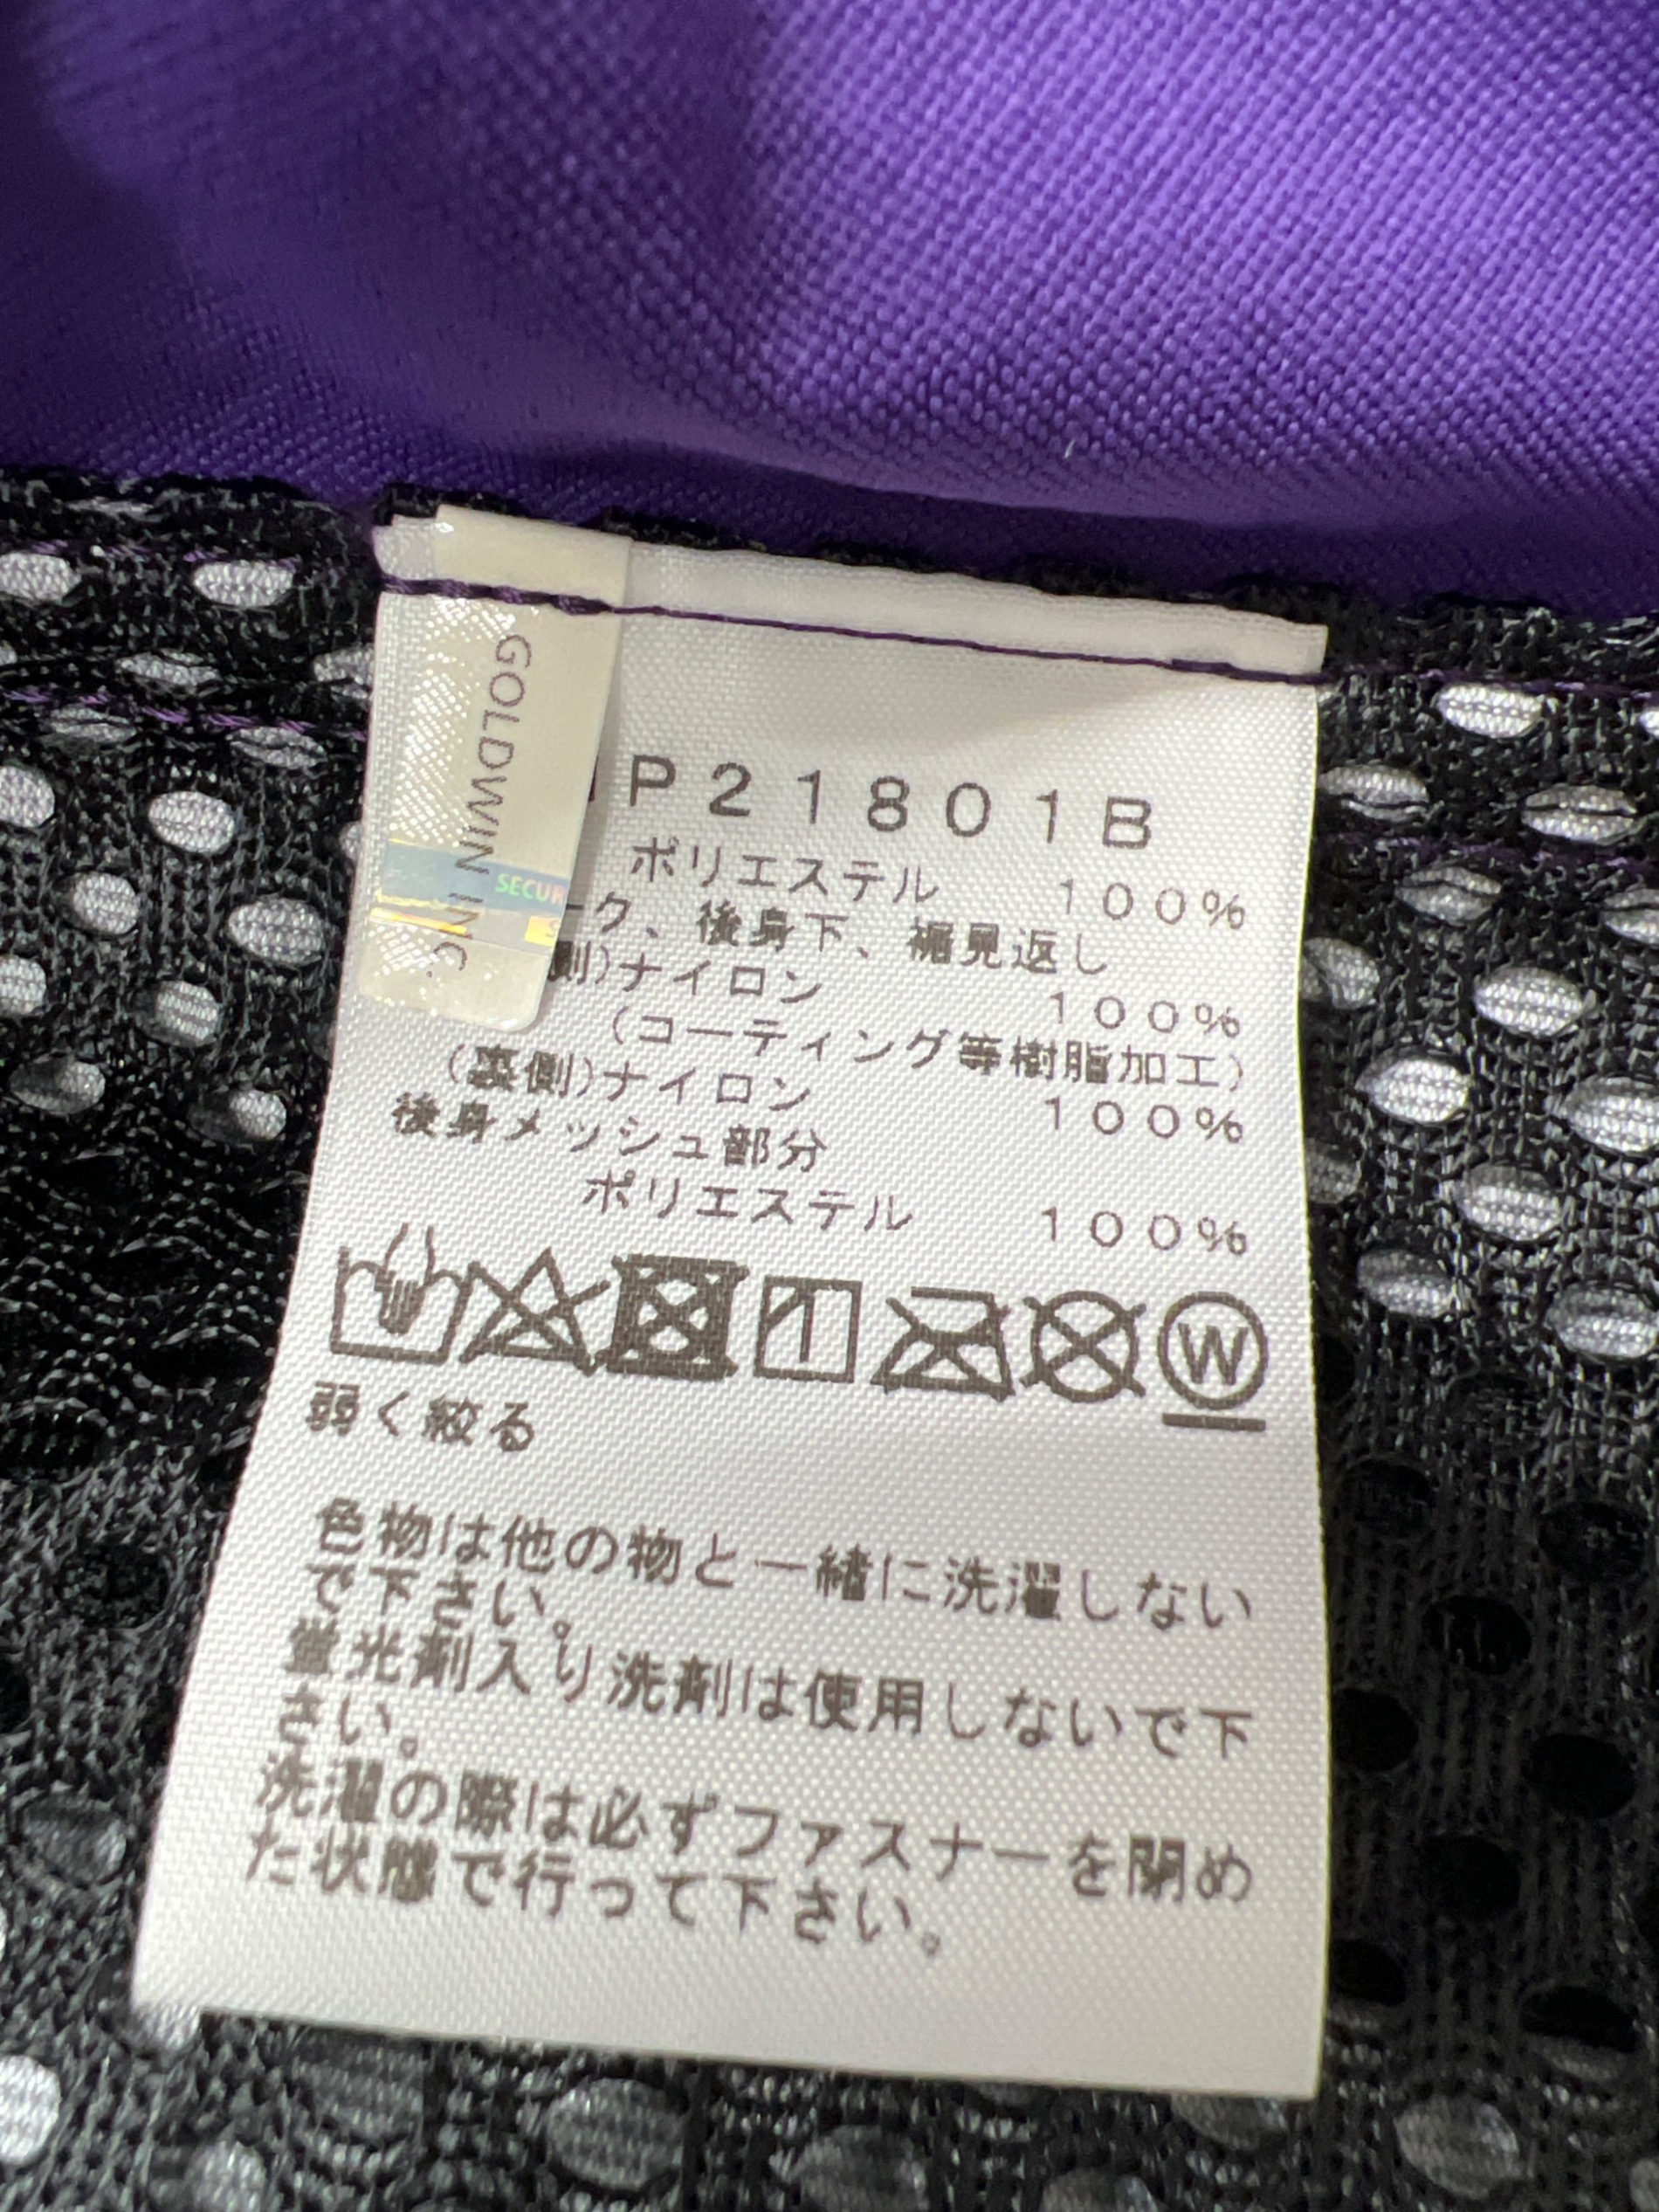 GOLDWIN INC.
SECUR
P21801B
ポリエステル 100%
ーク、後身下、裾見返し
側)ナイロン 100%
(コーティング等樹脂加工)
(裏側)ナイロン 100%
後身メッシュ部分
ポリエステル 100%
W
弱く絞る
色物は他の物と一緒に洗濯しない
で下さい。
蛍光剤入り洗剤は使用しないで下
さい。
洗濯の際は必ずファスナーを閉め
た状態で行って下さい。